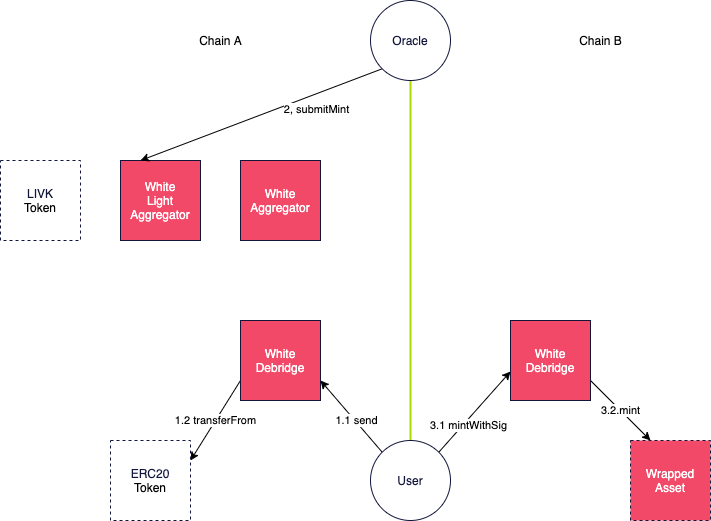 Chain A
Oracle
Chain B
2, submitMint
LIVK
Token
White
Light
Aggregator
White
Aggregator
White
Debridge
White
Debridge
1.2 transferFrom
1.1 send
3.1 mintWithSig
3.2.mint
ERC20
Token
User
Wrapped
Asset